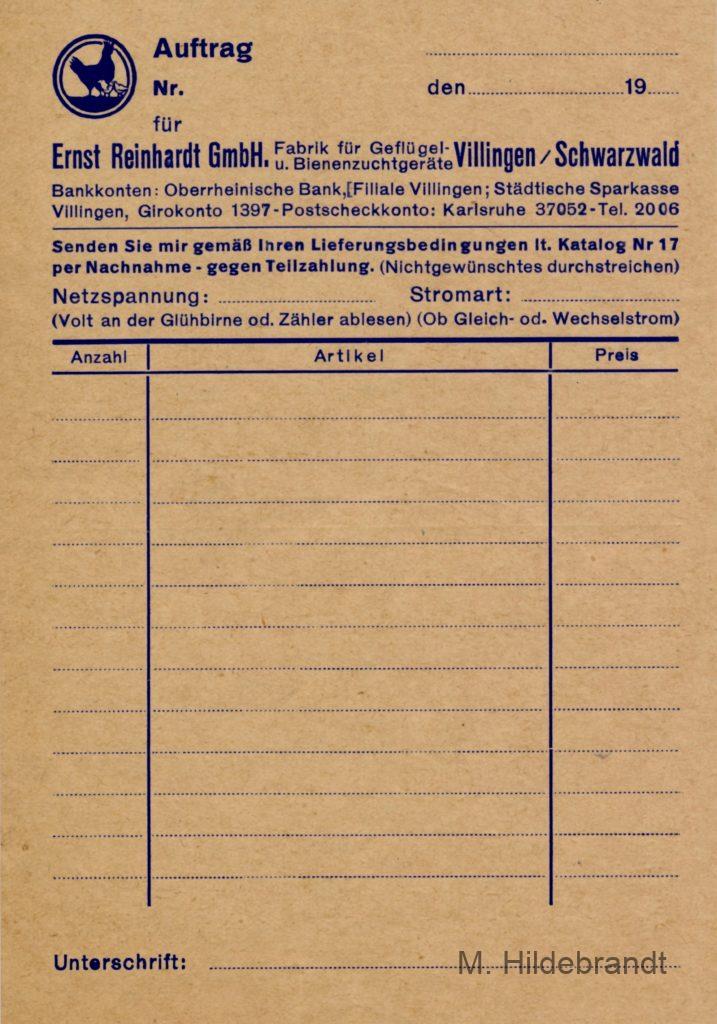 Auftrag
Nr.
den 19
für
Ernst Reinhardt GmbH. Fabrik für Geflügel- u. Bienenzuchtgeräte Villingen / Schwarzwald
Bankkonten: Oberrheinische Bank,[Filiale Villingen; Städtische Sparkasse
Villingen, Girokonto 1397-Postscheckkonto: Karlsruhe 37052-Tel. 2006
Senden Sie mir gemäß Ihren Lieferungsbedingungen lt. Katalog Nr 17
per Nachnahme - gegen Teilzahlung. (Nichtgewünschtes durchstreichen)
Netzspannung: Stromart:
(Volt an der Glühbirne od. Zähler ablesen) (Ob Gleich- od. Wechselstrom)
Anzahl Artikel Preis
Unterschrift: M. Hildebrandt